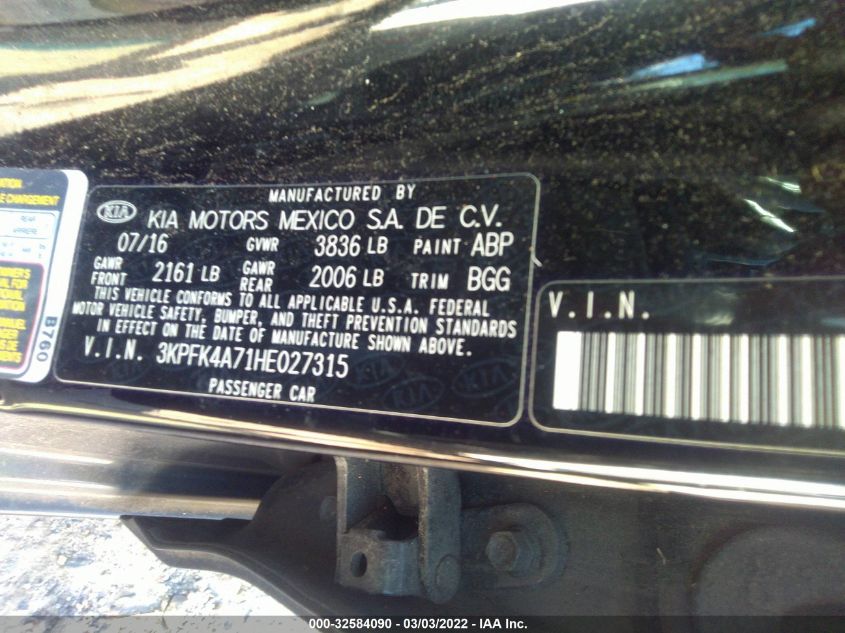 MANUFACTURED BY
KIA KIA MOTORS MEXICO S.A. DE C.V.
07/16 GVWR 3836 LB PAINT ABP
GAWR FRONT 2161 LB GAWR REAR 2006 LB TRIM BGG
THIS VEHICLE CONFORMS TO ALL APPLICABLE U.S.A. FEDERAL
MOTOR VEHICLE SAFETY, BUMPER, AND THEFT PREVENTION STANDARDS
IN EFFECT ON THE DATE OF MANUFACTURE SHOWN ABOVE.
V.I.N. 3KPFK4A71HE027315
PASSENGER CAR
V.I.N.
CHARGEMENT
REAR
B760
000-32584090 - 03/03/2022 - IAA Inc.